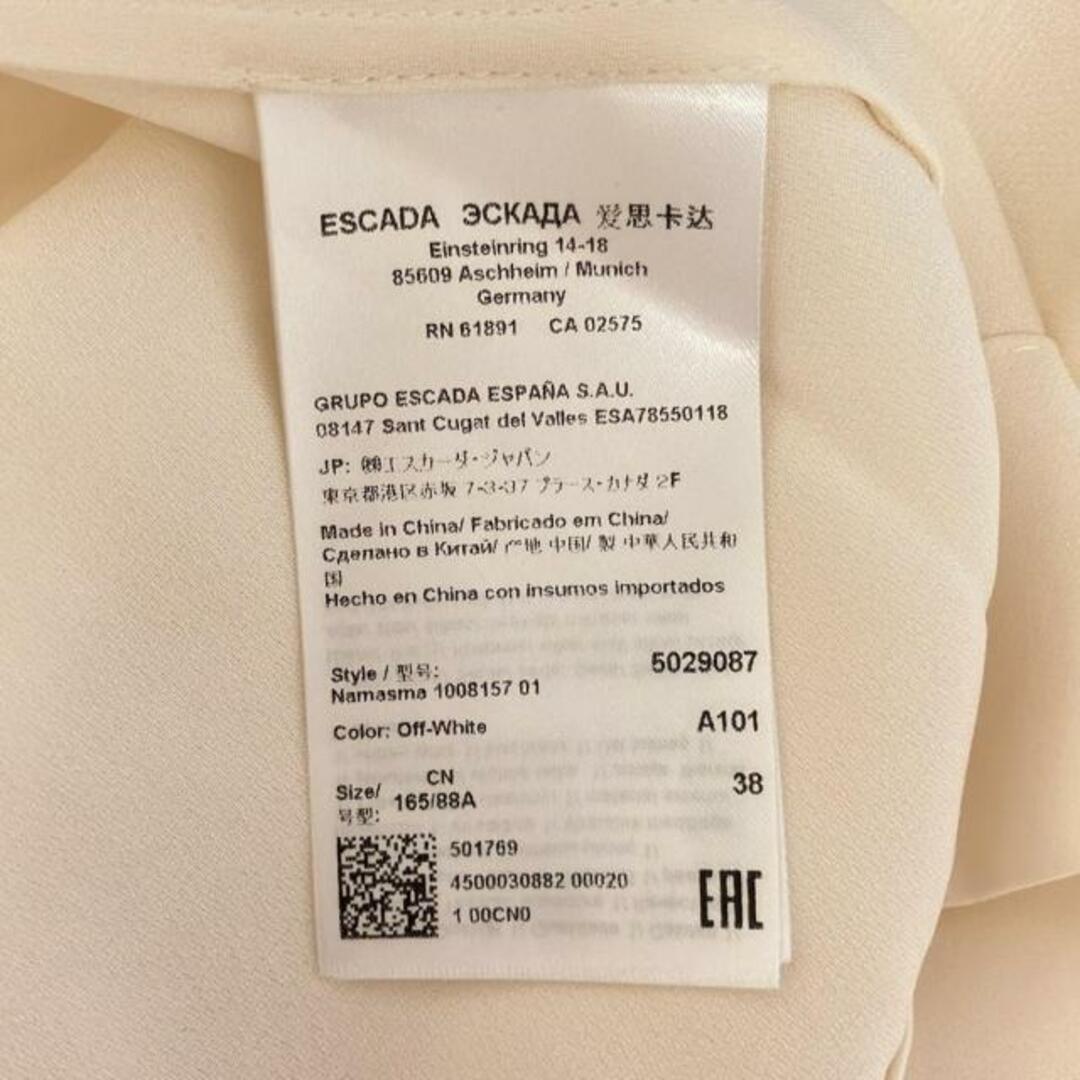 ESCADA ЭСКАДА 爱思卡达
Einsteinring 14-18
85609 Aschheim / Munich
Germany
RN 61891 CA 02575
GRUPO ESCADA ESPAÑA S.A.U.
08147 Sant Cugat del Valles ESA78550118
JP: ㈱エスカーダ・ジャパン
東京都港区赤坂 7-3-37 プラース・カナダ 2F
Made in China/ Fabricado em China/
Сделано в Китай/ 产地 中国/ 製 中華人民共和
国
Hecho en China con insumos importados
Style / 型号: 5029087
Namasma 1008157 01
Color: Off-White A101
CN
Size/ 165/88A 38
号型:
501769
4500030882 00020
1 00CN0
EAC